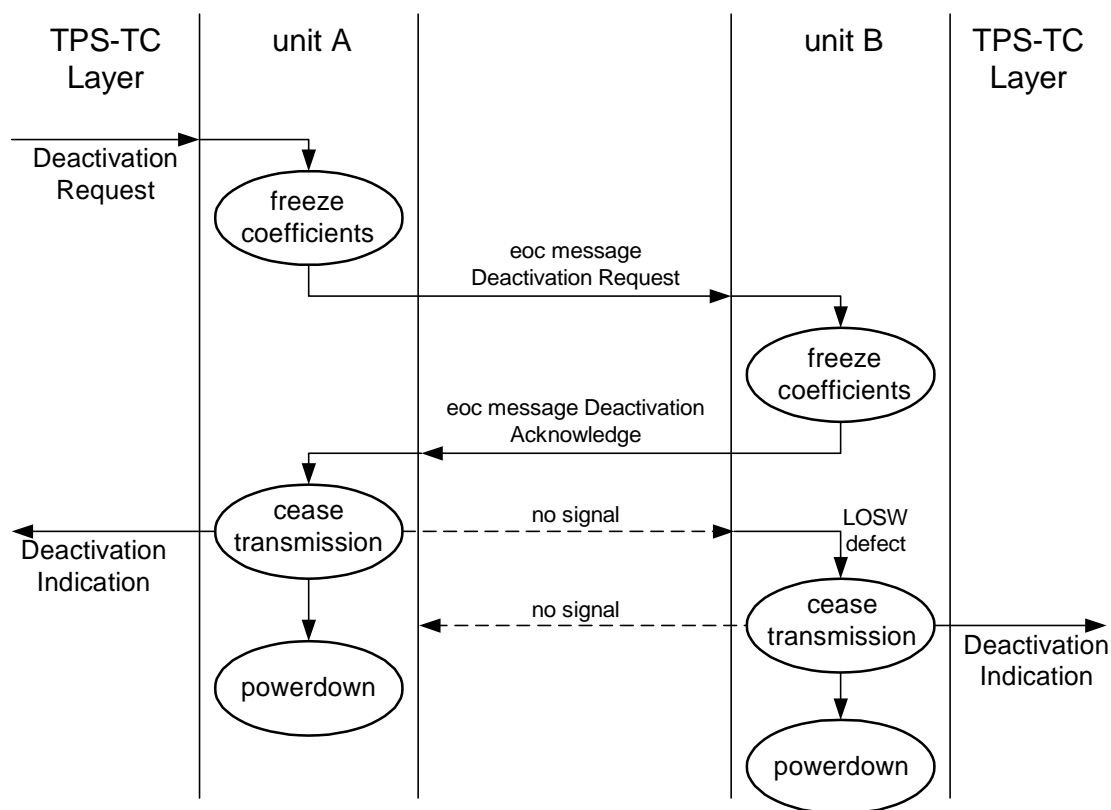 TPS-TC
Layer
unit A
unit B
TPS-TC
Layer
Deactivation
Request
freeze
coefficients
eoc message
Deactivation Request
freeze
coefficients
eoc message Deactivation
Acknowledge
cease
transmission
no signal
LOSW
defect
Deactivation
Indication
no signal
cease
transmission
Deactivation
Indication
powerdown
powerdown